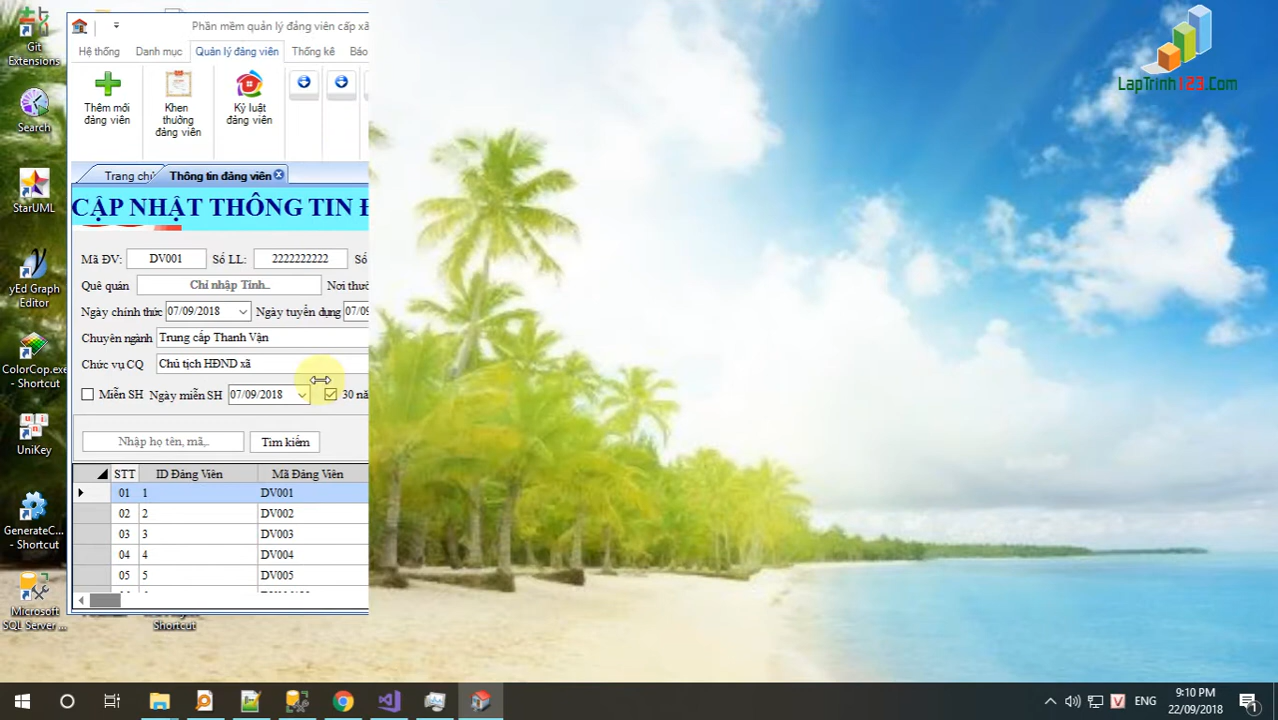 Git
Extensions
Search
StarUML
yEd Graph
Editor
ColorCop.exe
- Shortcut
UniKey
GenerateC...
- Shortcut
Microsoft
SQL Server ...
Shortcut
LapTrinh123.Com
Phần mềm quản lý đảng viên cấp xã
Hệ thống Danh mục Quản lý đảng viên Thống kê Báo
Thêm mới
đảng viên
Khen
thưởng
đảng viên
Kỷ luật
đảng viên
Trang chủ Thông tin đảng viên
CẬP NHẬT THÔNG TIN
Mã ĐV: DV001 Số LL: 2222222222 Số
Quê quán Chỉ nhập Tỉnh.. Nơi thườ
Ngày chính thức 07/09/2018 Ngày tuyển dụng 07/09
Chuyên ngành Trung cấp Thanh Vận
Chức vụ CQ Chủ tịch HĐND xã
Miễn SH Ngày miễn SH 07/09/2018 30 nă
Nhập họ tên, mã,.. Tìm kiếm
STT ID Đảng Viên Mã Đảng Viên
01 1 DV001
02 2 DV002
03 3 DV003
04 4 DV004
05 5 DV005
ENG
9:10 PM
22/09/2018